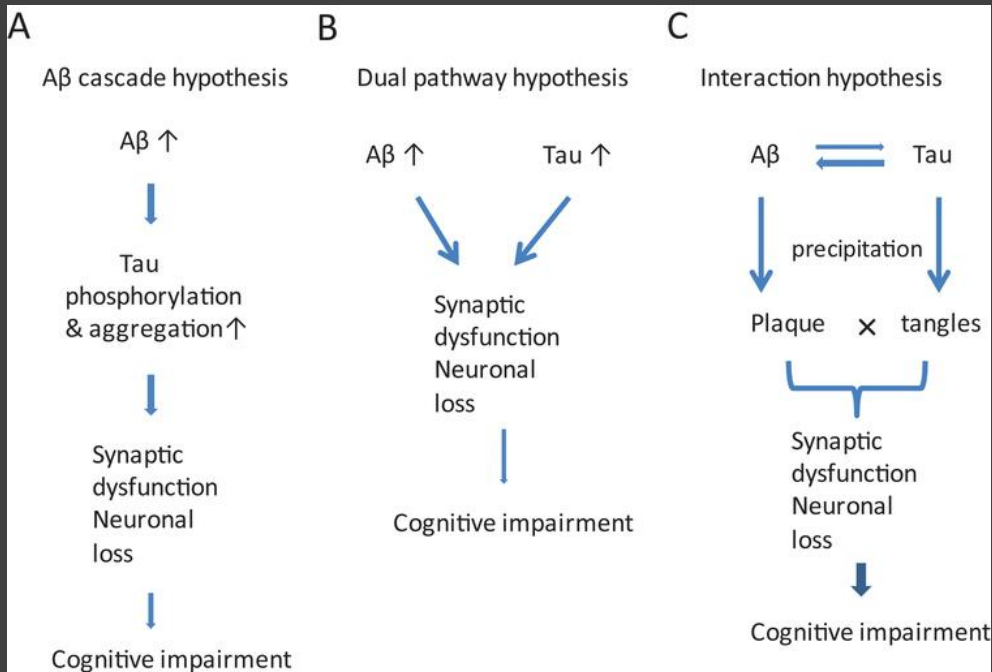 A
Aβ cascade hypothesis
Aβ ↑
Tau
phosphorylation
& aggregation↑
Synaptic
dysfunction
Neuronal
loss
Cognitive impairment
B
Dual pathway hypothesis
Aβ ↑ Tau ↑
Synaptic
dysfunction
Neuronal
loss
Cognitive impairment
C
Interaction hypothesis
Aβ Tau
precipitation
Plaque × tangles
Synaptic
dysfunction
Neuronal
loss
Cognitive impairment